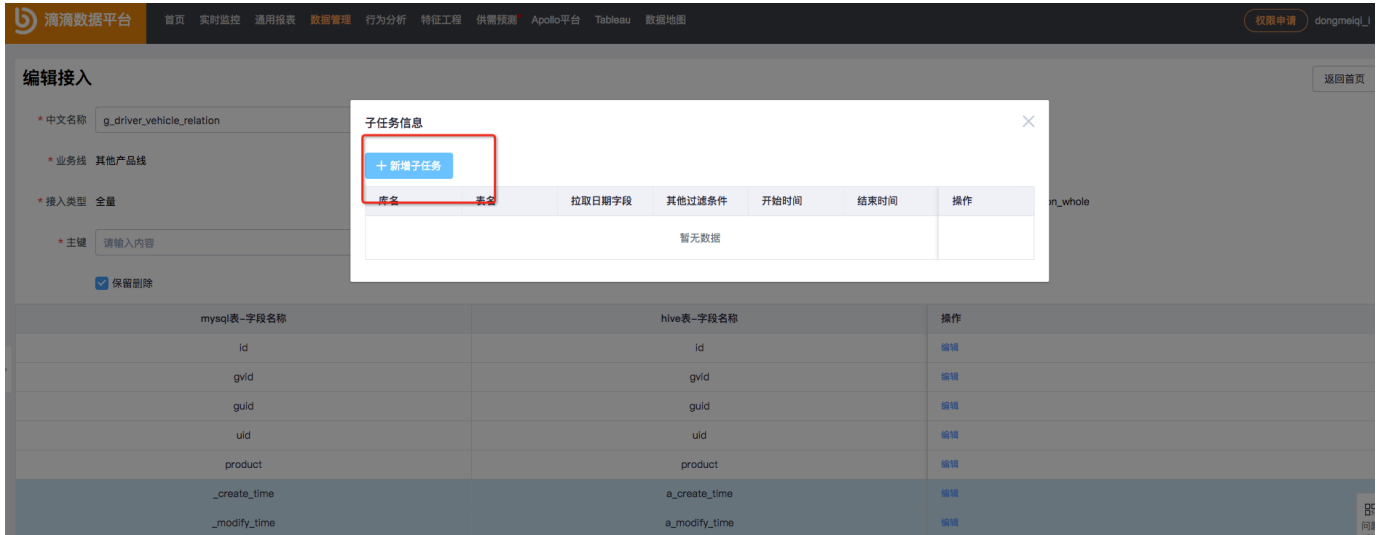 滴滴数据平台 首页 实时监控 通用报表 数据管理 行为分析 特征工程 供需预测 Apollo平台 Tableau 数据地图 权限申请 dongmeiqi_i
编辑接入 返回首页
* 中文名称 g_driver_vehicle_relation
子任务信息
+ 新增子任务
* 业务线 其他产品线
* 接入类型 全量 on_whole
库名 表名 拉取日期字段 其他过滤条件 开始时间 结束时间 操作
暂无数据
* 主键 请输入内容
保留删除
mysql表-字段名称 hive表-字段名称 操作
id id 编辑
gvid gvid 编辑
guid guid 编辑
uid uid 编辑
product product 编辑
_create_time a_create_time 编辑
_modify_time a_modify_time 编辑